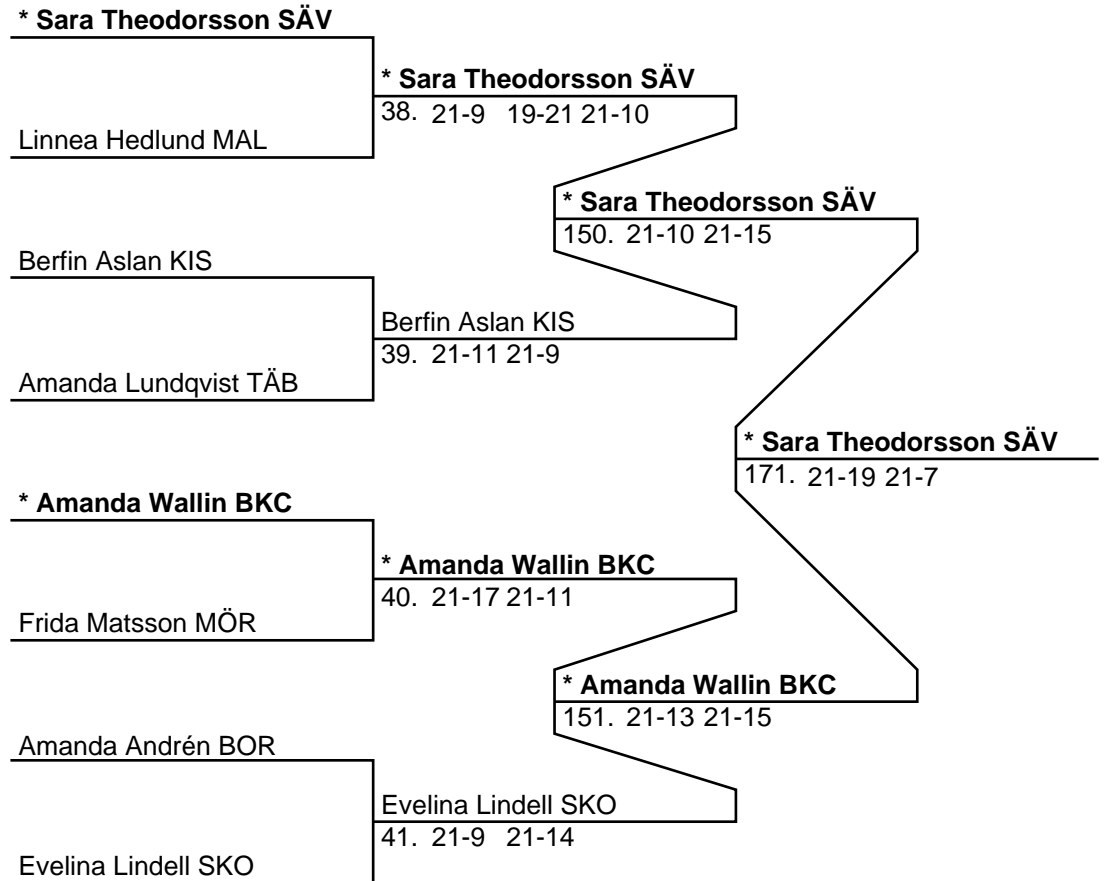 * Sara Theodorsson SÄV
* Sara Theodorsson SÄV
38. 21-9 19-21 21-10
Linnea Hedlund MAL
* Sara Theodorsson SÄV
150. 21-10 21-15
Berfin Aslan KIS
Berfin Aslan KIS
39. 21-11 21-9
Amanda Lundqvist TÄB
* Sara Theodorsson SÄV
171. 21-19 21-7
* Amanda Wallin BKC
* Amanda Wallin BKC
40. 21-17 21-11
Frida Matsson MÖR
* Amanda Wallin BKC
151. 21-13 21-15
Amanda Andrén BOR
Evelina Lindell SKO
41. 21-9 21-14
Evelina Lindell SKO